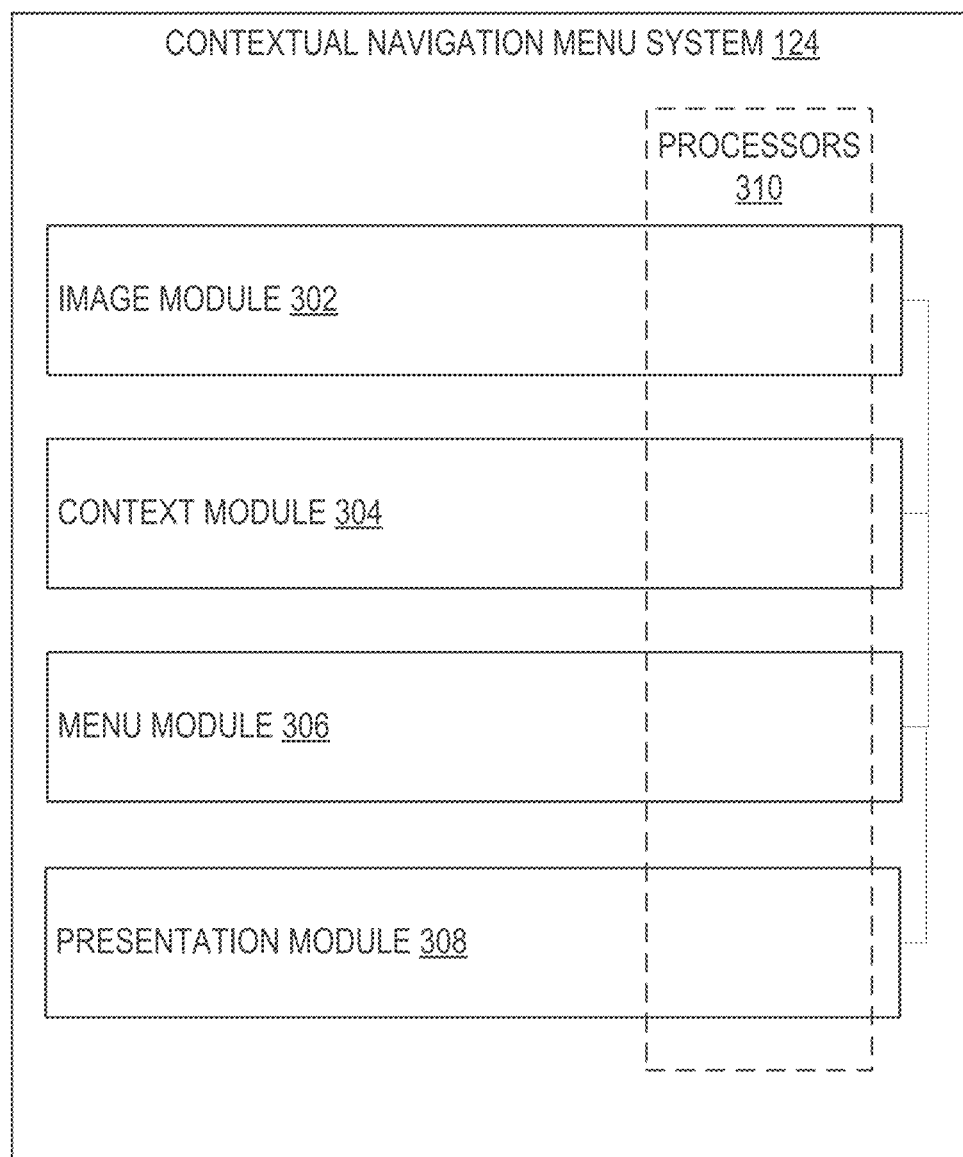 CONTEXTUAL NAVIGATION MENU SYSTEM 124
PROCESSORS
310
IMAGE MODULE 302
CONTEXT MODULE 304
MENU MODULE 306
PRESENTATION MODULE 308